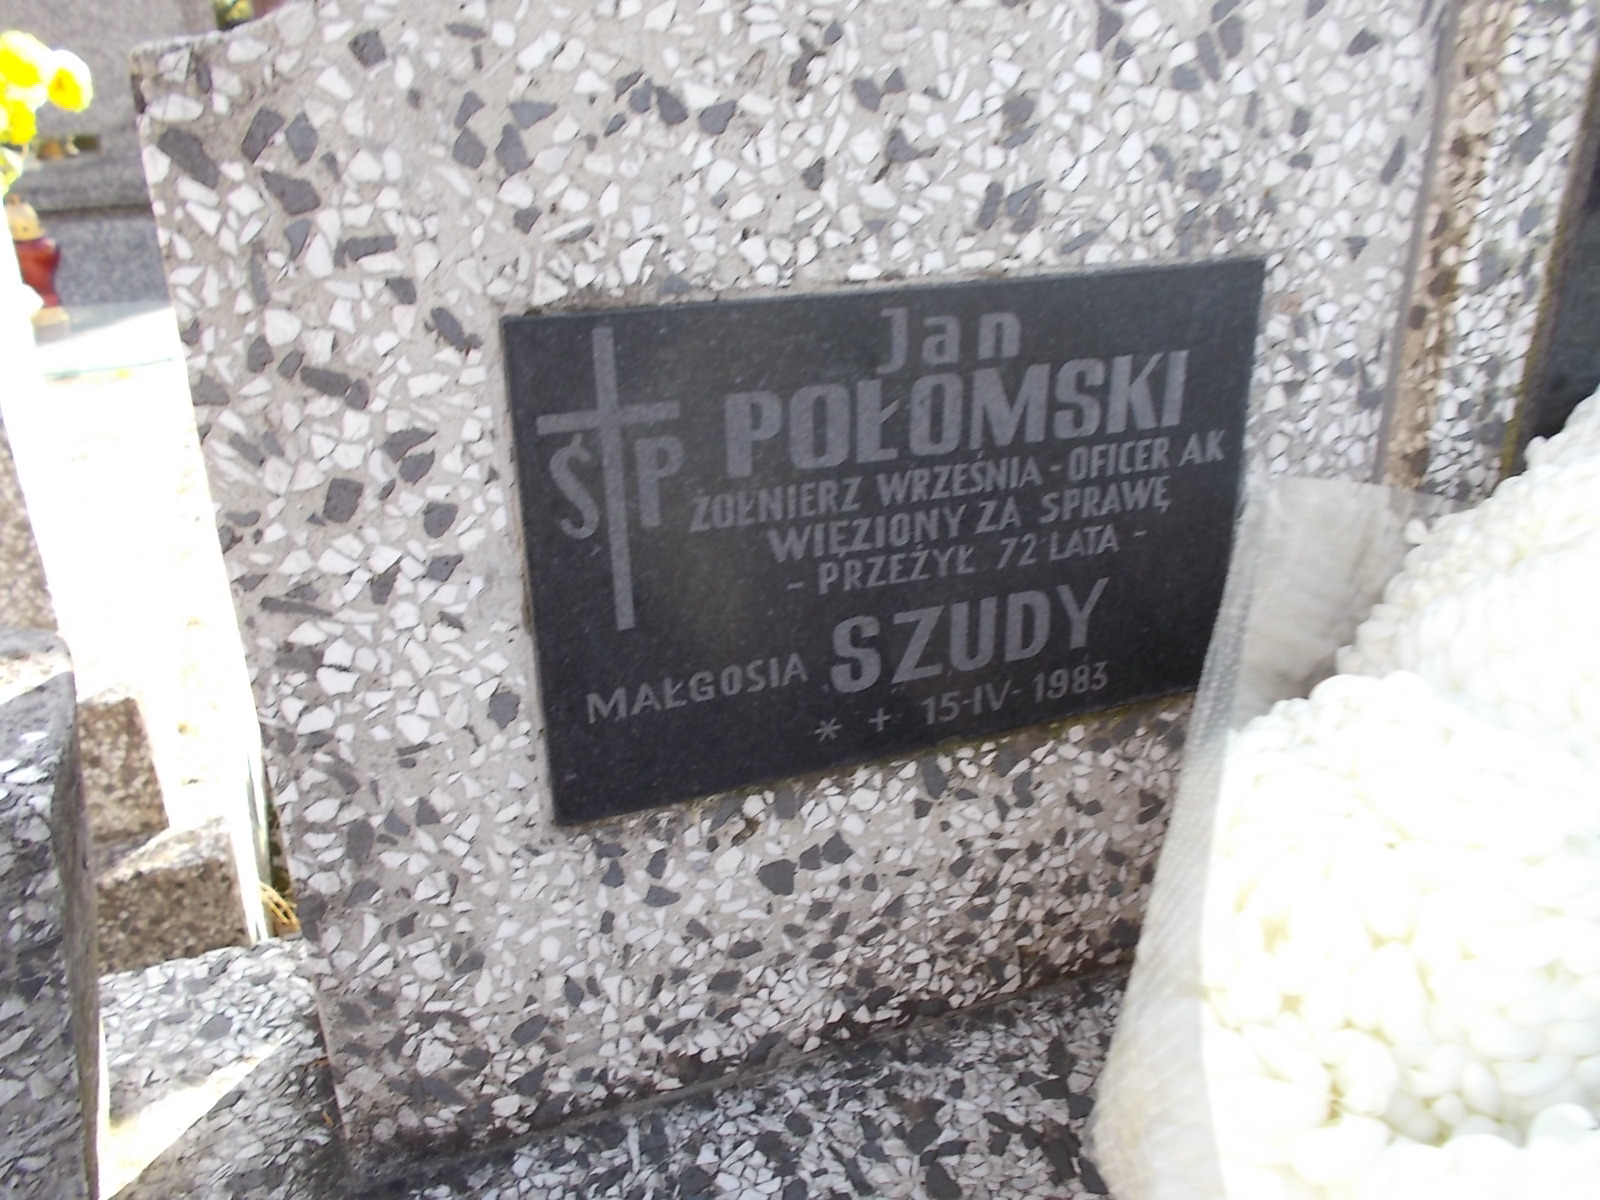 Jan
ŚP POŁOMSKI
ŻOŁNIERZ WRZEŚNIA - OFICER AK
WIĘZIONY ZA SPRAWĘ
- PRZEŻYŁ 72 LATA -
MAŁGOSIA SZUDY
* + 15-IV-1983